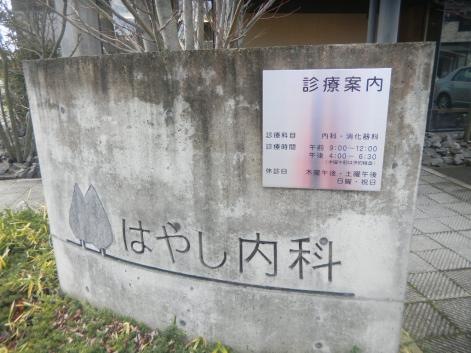 診療案内
診療科目 内科・消化器科
診療時間 午前 9:00~12:00
午後 4:00~ 6:30
休診日 木曜午後・土曜午後
日曜・祝日
はやし内科